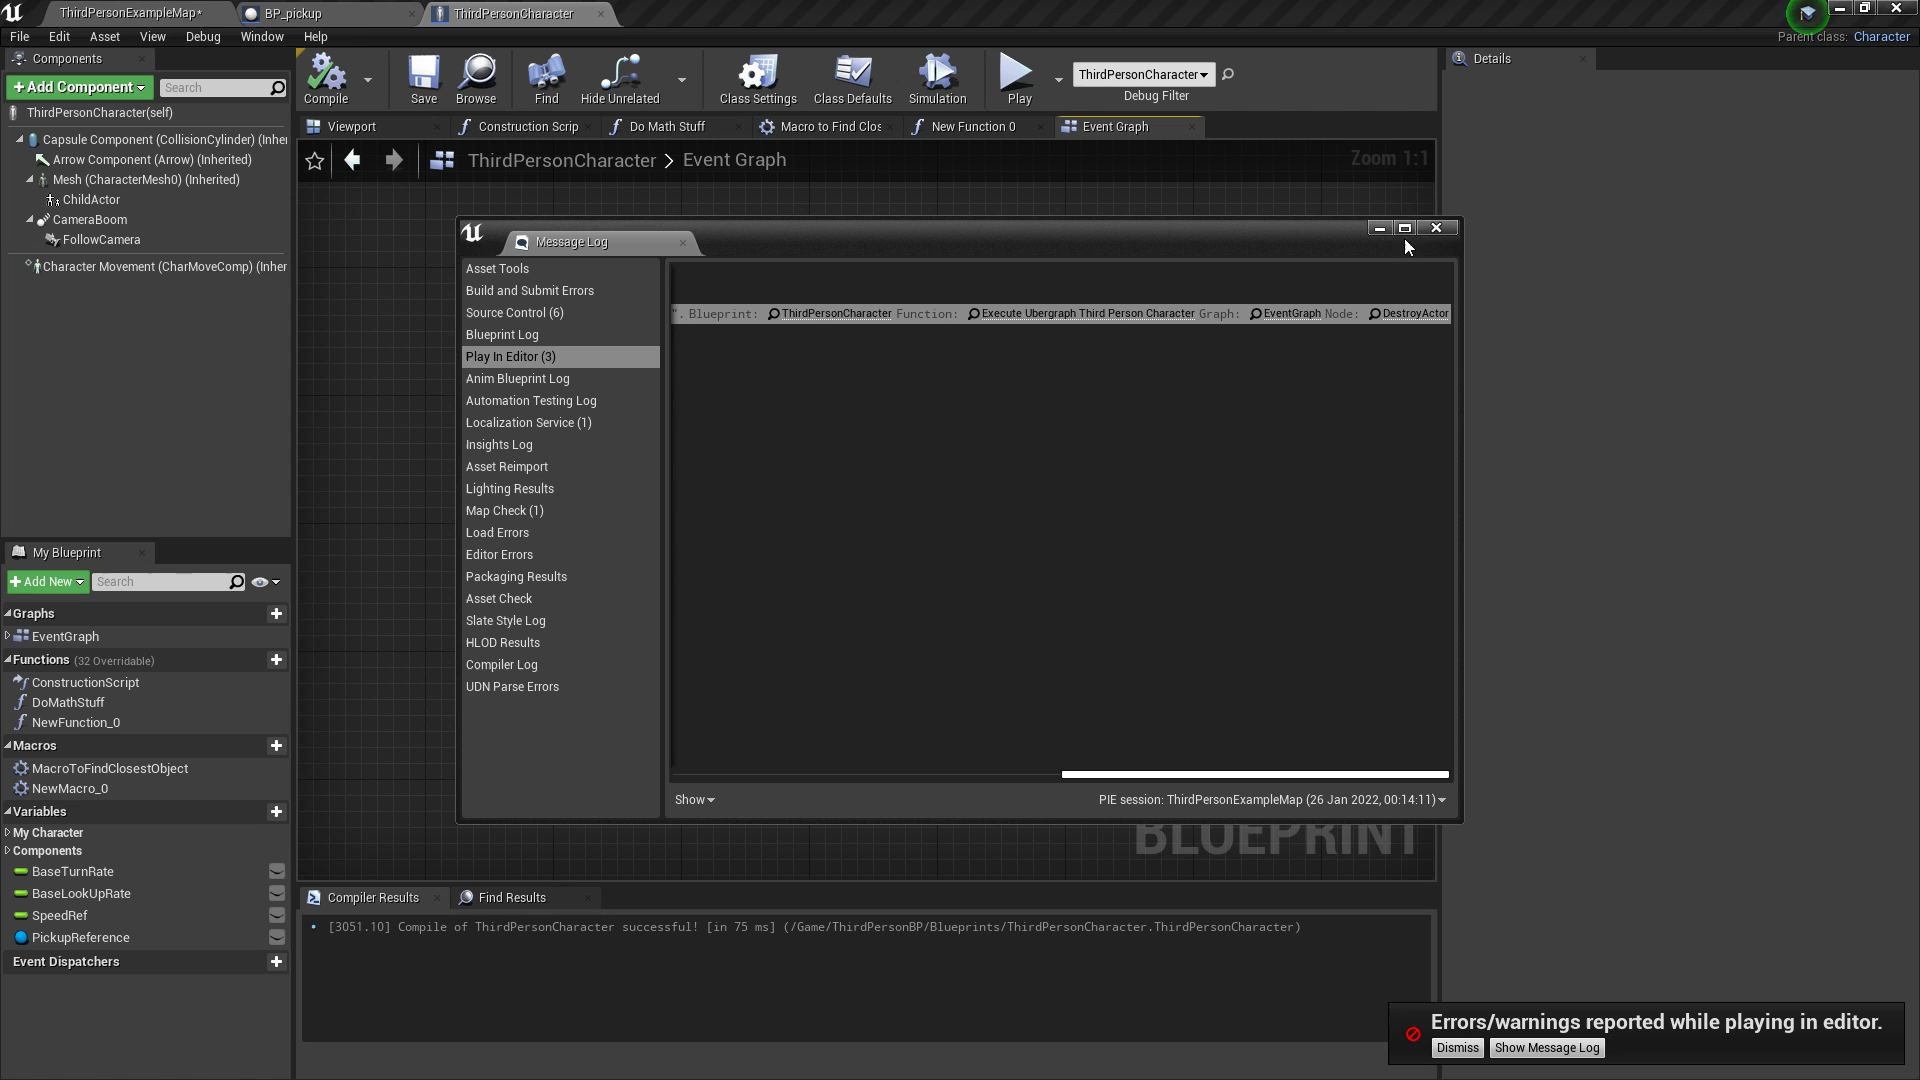 ThirdPersonExampleMap*
BP_pickup
ThirdPersonCharacter
File Edit Asset View Debug Window Help
Parent class: Character
Components
+ Add Component
Search
ThirdPersonCharacter(self)
Capsule Component (CollisionCylinder) (Inher
Arrow Component (Arrow) (Inherited)
Mesh (CharacterMesh0) (Inherited)
ChildActor
CameraBoom
FollowCamera
Character Movement (CharMoveComp) (Inher
Compile
Save
Browse
Find
Hide Unrelated
Class Settings
Class Defaults
Simulation
Play
ThirdPersonCharacter
Debug Filter
Details
Viewport
Construction Scrip
Do Math Stuff
Macro to Find Clos
New Function 0
Event Graph
ThirdPersonCharacter > Event Graph
Zoom 1:1
Message Log
Asset Tools
Build and Submit Errors
Source Control (6)
Blueprint Log
Play In Editor (3)
Anim Blueprint Log
Automation Testing Log
Localization Service (1)
Insights Log
Asset Reimport
Lighting Results
Map Check (1)
Load Errors
Editor Errors
Packaging Results
Asset Check
Slate Style Log
HLOD Results
Compiler Log
UDN Parse Errors
". Blueprint: ThirdPersonCharacter Function: Execute Ubergraph Third Person Character Graph: EventGraph Node: DestroyActor
Show
PIE session: ThirdPersonExampleMap (26 Jan 2022, 00:14:11)
BLUEPRINT
My Blueprint
+ Add New
Search
Graphs
EventGraph
Functions (32 Overridable)
ConstructionScript
DoMathStuff
NewFunction_0
Macros
MacroToFindClosestObject
NewMacro_0
Variables
My Character
Components
BaseTurnRate
BaseLookUpRate
SpeedRef
PickupReference
Event Dispatchers
Compiler Results
Find Results
[3051.10] Compile of ThirdPersonCharacter successful! [in 75 ms] (/Game/ThirdPersonBP/Blueprints/ThirdPersonCharacter.ThirdPersonCharacter)
Errors/warnings reported while playing in editor.
Dismiss
Show Message Log